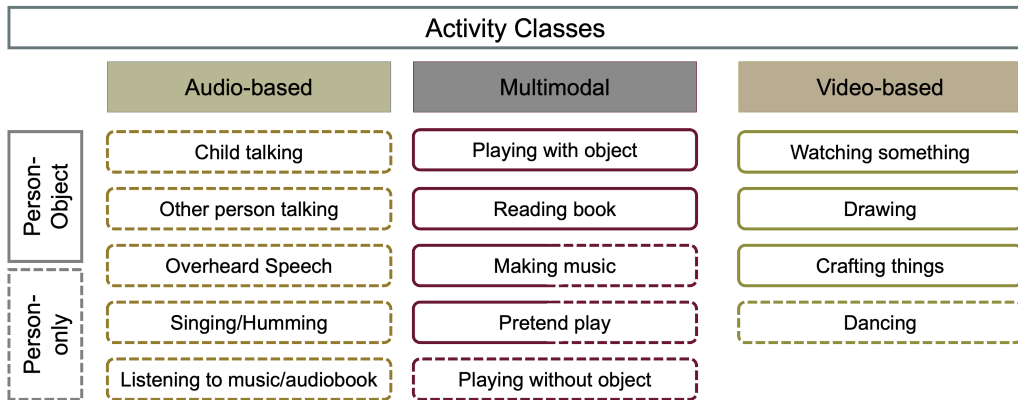 Activity Classes
Audio-based
Multimodal
Video-based
Person-
Object
Person-
only
Child talking
Other person talking
Overheard Speech
Singing/Humming
Listening to music/audiobook
Playing with object
Reading book
Making music
Pretend play
Playing without object
Watching something
Drawing
Crafting things
Dancing